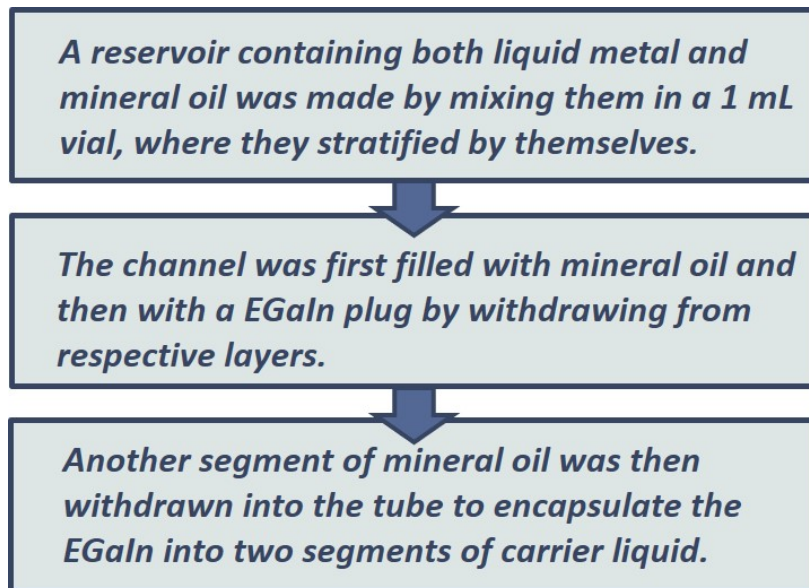 A reservoir containing both liquid metal and
mineral oil was made by mixing them in a 1 mL
vial, where they stratified by themselves.
The channel was first filled with mineral oil and
then with a EGaIn plug by withdrawing from
respective layers.
Another segment of mineral oil was then
withdrawn into the tube to encapsulate the
EGaIn into two segments of carrier liquid.